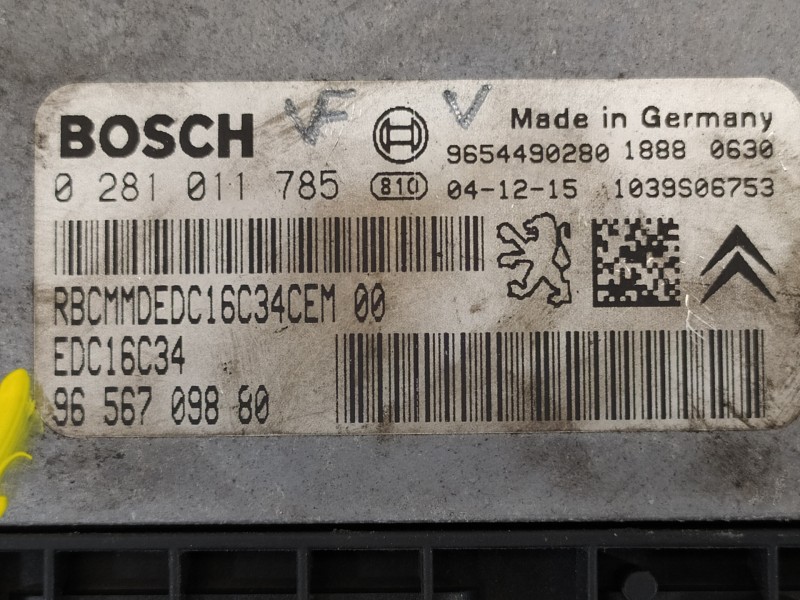 BOSCH VF V Made in Germany
9654490280 1888 0630
0 281 011 785 810 04-12-15 1039S06753
RBCMMDEDC16C34CEM 00
EDC16C34
96 567 098 80